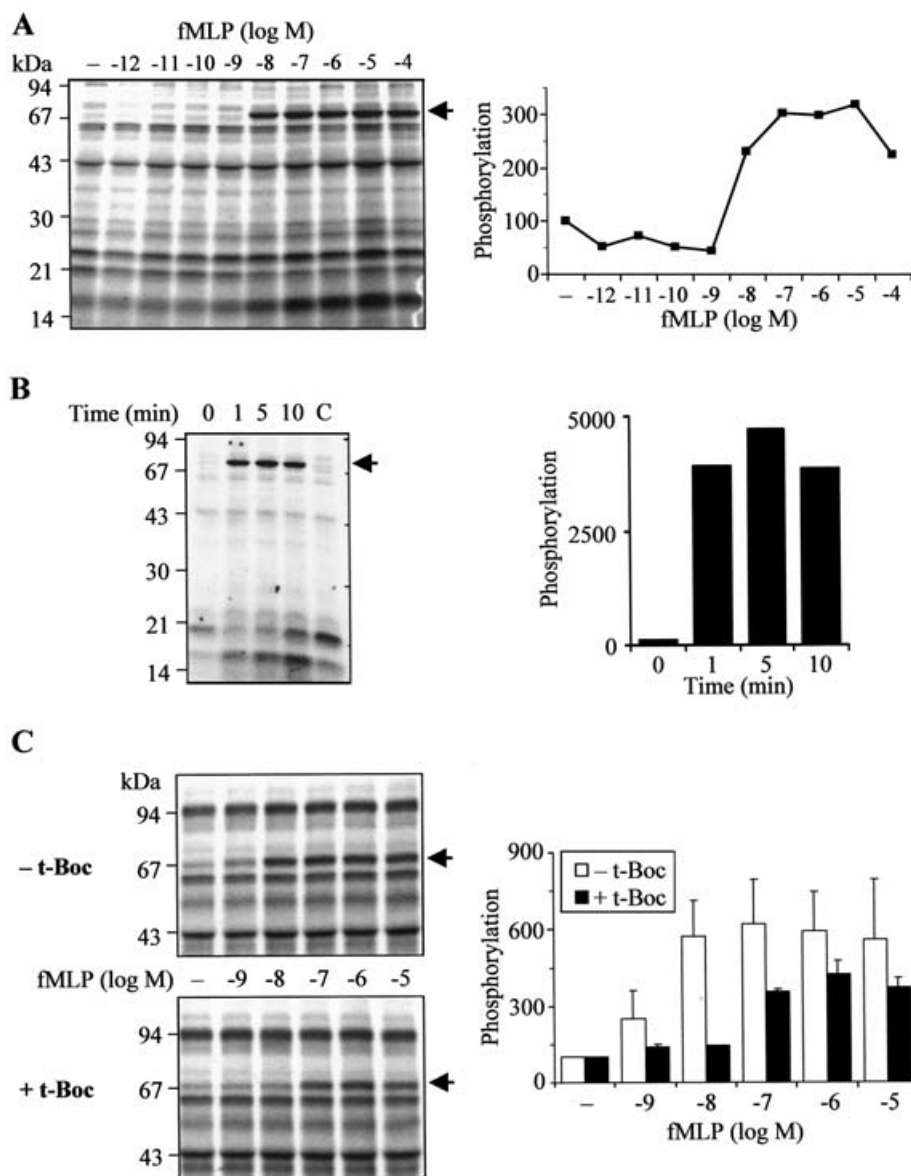 A
fMLP (log M)
kDa – -12 -11 -10 -9 -8 -7 -6 -5 -4
94
67
43
30
21
14
Phosphorylation
300
200
100
0
– -12 -11 -10 -9 -8 -7 -6 -5 -4
fMLP (log M)
B
Time (min) 0 1 5 10 C
94
67
43
30
21
14
Phosphorylation
5000
2500
0
0 1 5 10
Time (min)
C
kDa
94
– t-Boc
67
43
fMLP (log M) – -9 -8 -7 -6 -5
94
+ t-Boc
67
43
Phosphorylation
900
600
300
0
– t-Boc
+ t-Boc
– -9 -8 -7 -6 -5
fMLP (log M)